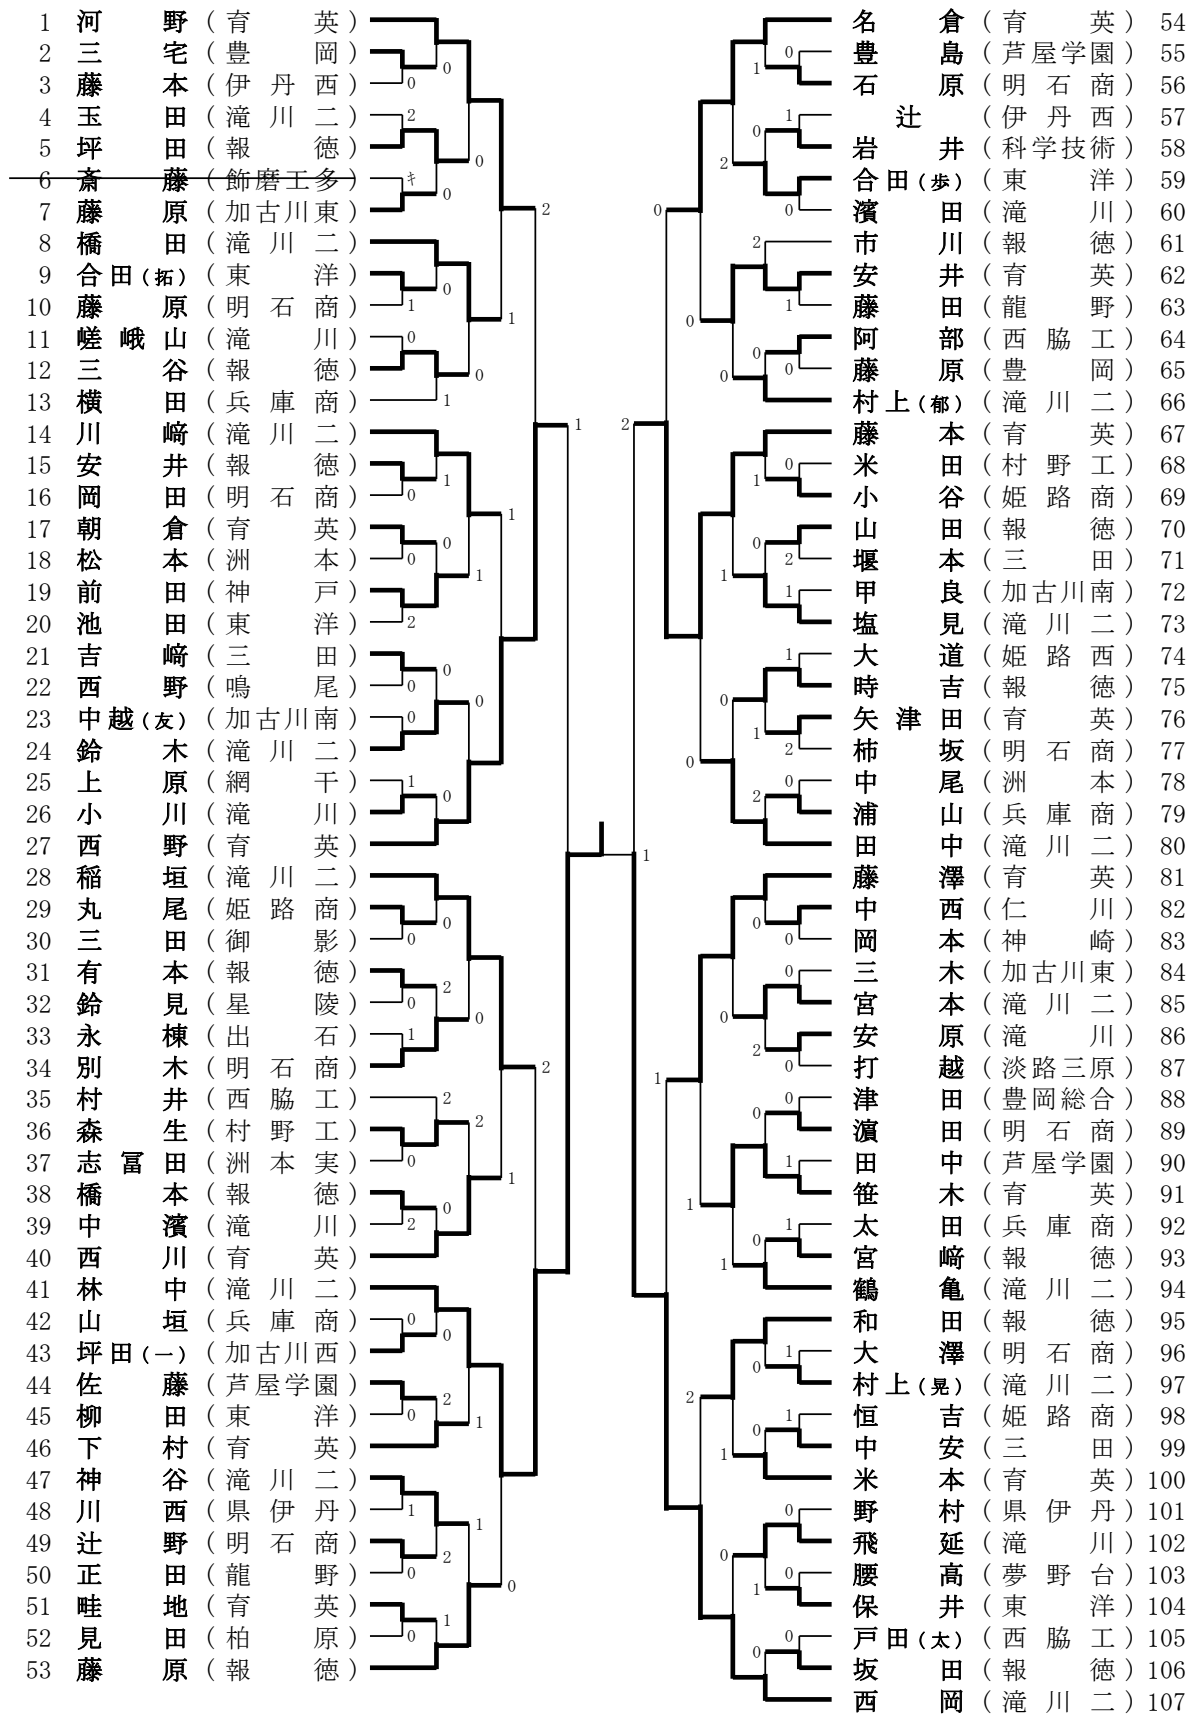 1 河野 (育英)
2 三宅 (豊岡)
3 藤本 (伊丹西)
4 玉田 (滝川二)
5 坪田 (報徳)
6 斎藤 (飾磨工多)
7 藤原 (加古川東)
8 橋田 (滝川二)
9 合田(拓) (東洋)
10 藤原 (明石商)
11 嵯峨山 (滝川)
12 三谷 (報徳)
13 横田 (兵庫商)
14 川﨑 (滝川二)
15 安井 (報徳)
16 岡田 (明石商)
17 朝倉 (育英)
18 松本 (洲本)
19 前田 (神戸)
20 池田 (東洋)
21 吉﨑 (三田)
22 西野 (鳴尾)
23 中越(友) (加古川南)
24 鈴木 (滝川二)
25 上原 (網干)
26 小川 (滝川)
27 西野 (育英)
28 稲垣 (滝川二)
29 丸尾 (姫路商)
30 三田 (御影)
31 有本 (報徳)
32 鈴見 (星陵)
33 永棟 (出石)
34 別木 (明石商)
35 村井 (西脇工)
36 森生 (村野工)
37 志冨田 (洲本実)
38 橋本 (報徳)
39 中濱 (滝川)
40 西川 (育英)
41 林中 (滝川二)
42 山垣 (兵庫商)
43 坪田(一) (加古川西)
44 佐藤 (芦屋学園)
45 柳田 (東洋)
46 下村 (育英)
47 神谷 (滝川二)
48 川西 (県伊丹)
49 辻野 (明石商)
50 正田 (龍野)
51 畦地 (育英)
52 見田 (柏原)
53 藤原 (報徳)
名倉 (育英) 54
豊島 (芦屋学園) 55
石原 (明石商) 56
辻 (伊丹西) 57
岩井 (科学技術) 58
合田(歩) (東洋) 59
濱田 (滝川) 60
市川 (報徳) 61
安井 (育英) 62
藤田 (龍野) 63
阿部 (西脇工) 64
藤原 (豊岡) 65
村上(郁) (滝川二) 66
藤本 (育英) 67
米田 (村野工) 68
小谷 (姫路商) 69
山田 (報徳) 70
堰本 (三田) 71
甲良 (加古川南) 72
塩見 (滝川二) 73
大道 (姫路西) 74
時吉 (報徳) 75
矢津田 (育英) 76
柿坂 (明石商) 77
中尾 (洲本) 78
浦山 (兵庫商) 79
田中 (滝川二) 80
藤澤 (育英) 81
中西 (仁川) 82
岡本 (神崎) 83
三木 (加古川東) 84
宮本 (滝川二) 85
安原 (滝川) 86
打越 (淡路三原) 87
津田 (豊岡総合) 88
濵田 (明石商) 89
田中 (芦屋学園) 90
笹木 (育英) 91
太田 (兵庫商) 92
宮﨑 (報徳) 93
鶴亀 (滝川二) 94
和田 (報徳) 95
大澤 (明石商) 96
村上(晃) (滝川二) 97
恒吉 (姫路商) 98
中安 (三田) 99
米本 (育英) 100
野村 (県伊丹) 101
飛延 (滝川) 102
腰高 (夢野台) 103
保井 (東洋) 104
戸田(太) (西脇工) 105
坂田 (報徳) 106
西岡 (滝川二) 107